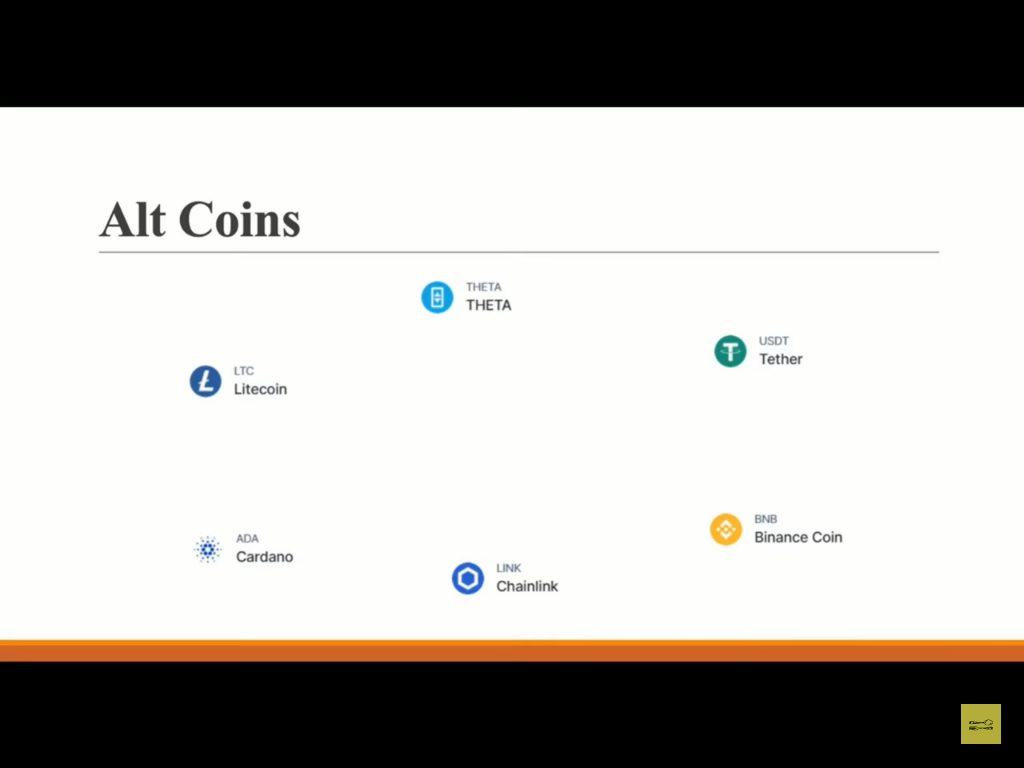 Alt Coins
THETA
THETA
USDT
Tether
LTC
Litecoin
BNB
Binance Coin
ADA
Cardano
LINK
Chainlink